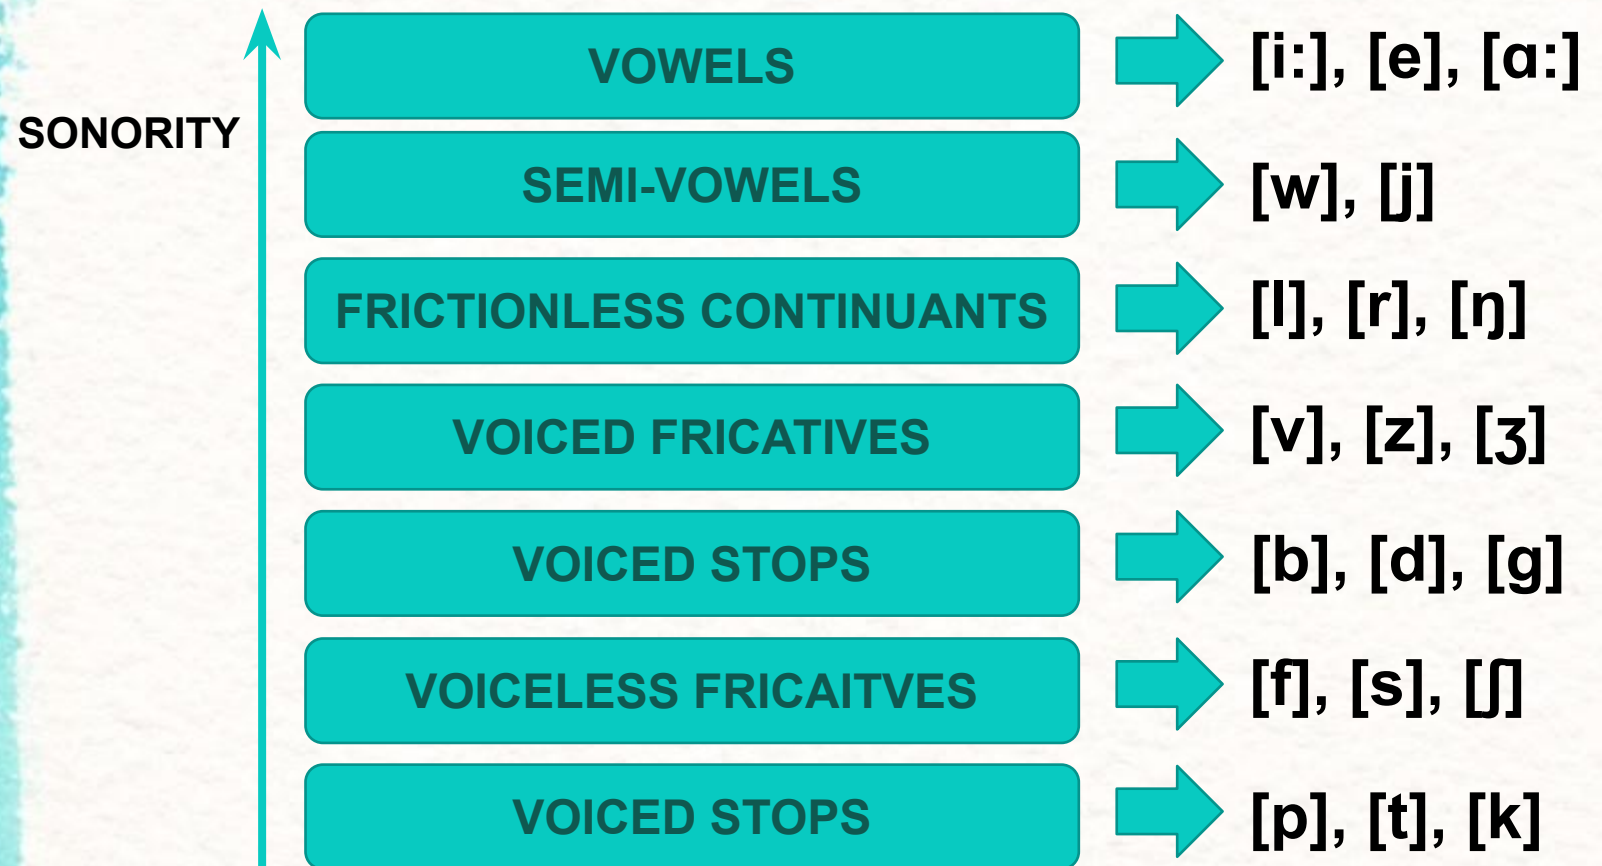 VOWELS [i:], [e], [ɑ:]
SONORITY
SEMI-VOWELS [w], [j]
FRICTIONLESS CONTINUANTS [l], [r], [ŋ]
VOICED FRICATIVES [v], [z], [ʒ]
VOICED STOPS [b], [d], [g]
VOICELESS FRICAITVES [f], [s], [ʃ]
VOICED STOPS [p], [t], [k]